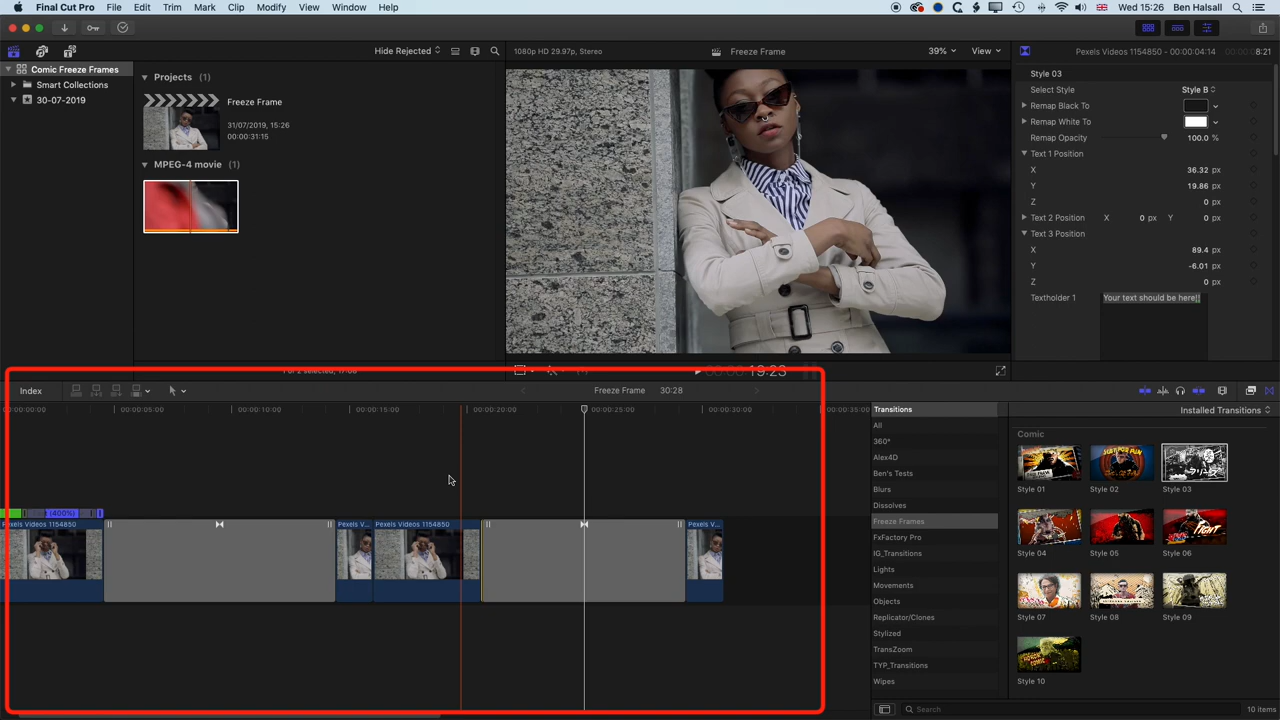 Final Cut Pro File Edit Trim Mark Clip Modify View Window Help Wed 15:26 Ben Halsall
Hide Rejected
1080p HD 29.97p, Stereo
Freeze Frame
39%
View
Pexels Videos 1154850 - 00:00:04:14
8:21
Comic Freeze Frames
Smart Collections
30-07-2019
Projects (1)
Freeze Frame
31/07/2019, 15:26
00:00:31:15
MPEG-4 movie (1)
Style 03
Select Style Style B
Remap Black To
Remap White To
Remap Opacity 100.0 %
Text 1 Position
X 36.32 px
Y 19.86 px
Z 0 px
Text 2 Position X 0 px Y 0 px
Text 3 Position
X 89.4 px
Y -6.01 px
Z 0 px
Textholder 1 Your text should be here!!
19:23
Index
Freeze Frame 30:28
00:00:00:00 00:00:05:00 00:00:10:00 00:00:15:00 00:00:20:00 00:00:25:00 00:00:30:00 00:00:35:00
(400%)
Pexels Videos 1154850
Pexels V...
Pexels Videos 1154850
Pexels V...
Transitions
All
360°
Alex4D
Ben's Tests
Blurs
Dissolves
Freeze Frames
FxFactory Pro
IG_Transitions
Lights
Movements
Objects
Replicator/Clones
Stylized
TransZoom
TYP_Transitions
Wipes
Installed Transitions
Comic
Style 01 Style 02 Style 03
Style 04 Style 05 Style 06
Style 07 Style 08 Style 09
Style 10
Search
10 items